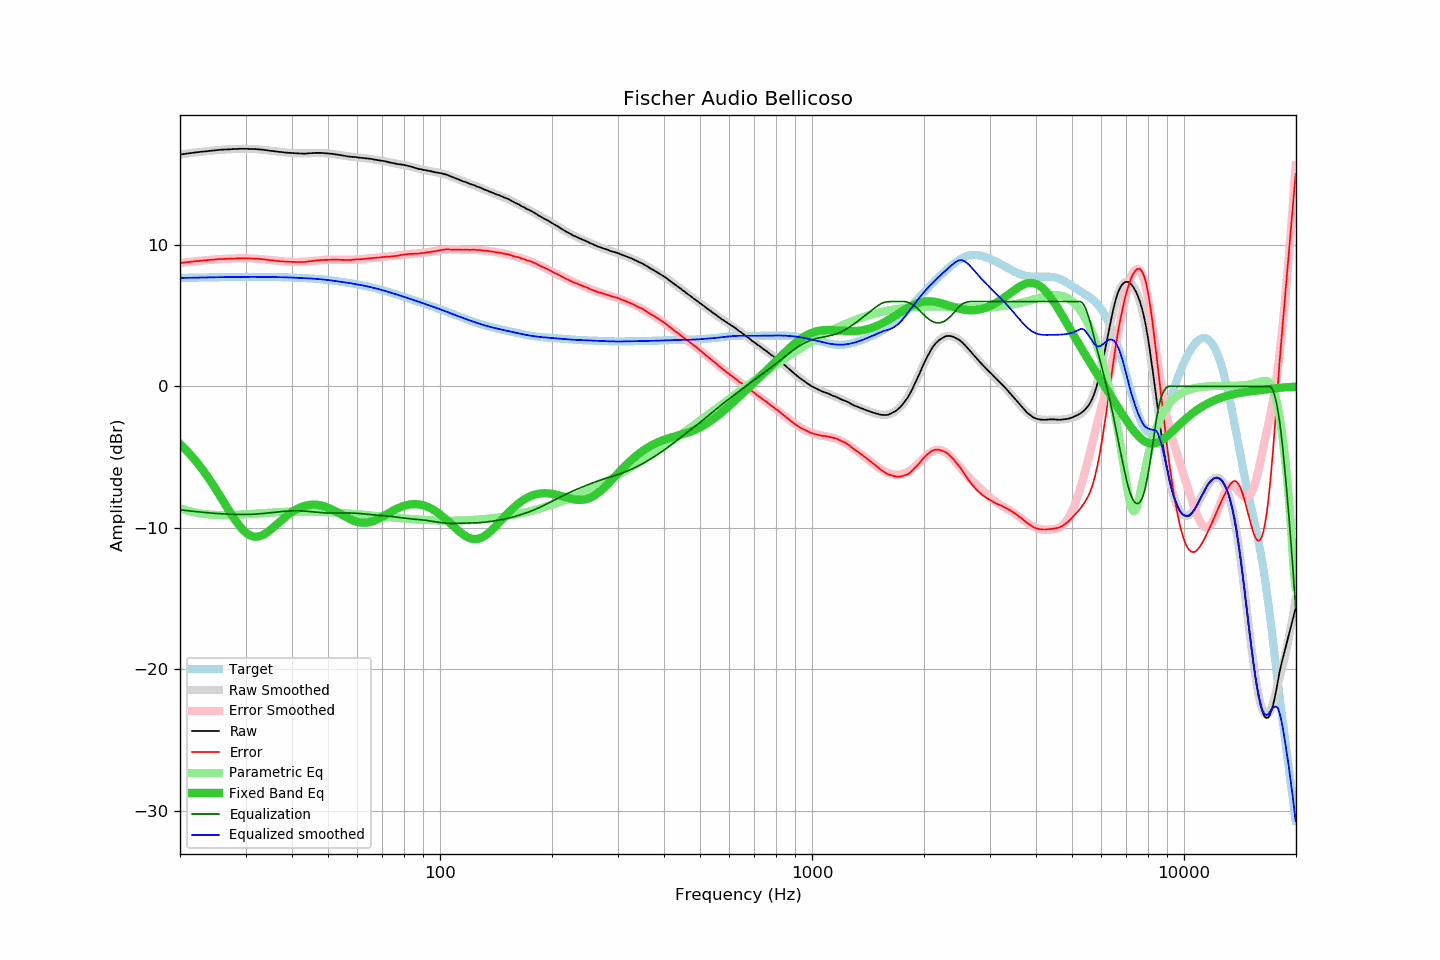 Fischer Audio Bellicoso
Amplitude (dBr)
10
0
−10
−20
−30
Target
Raw Smoothed
Error Smoothed
Raw
Error
Parametric Eq
Fixed Band Eq
Equalization
Equalized smoothed
100
1000
10000
Frequency (Hz)